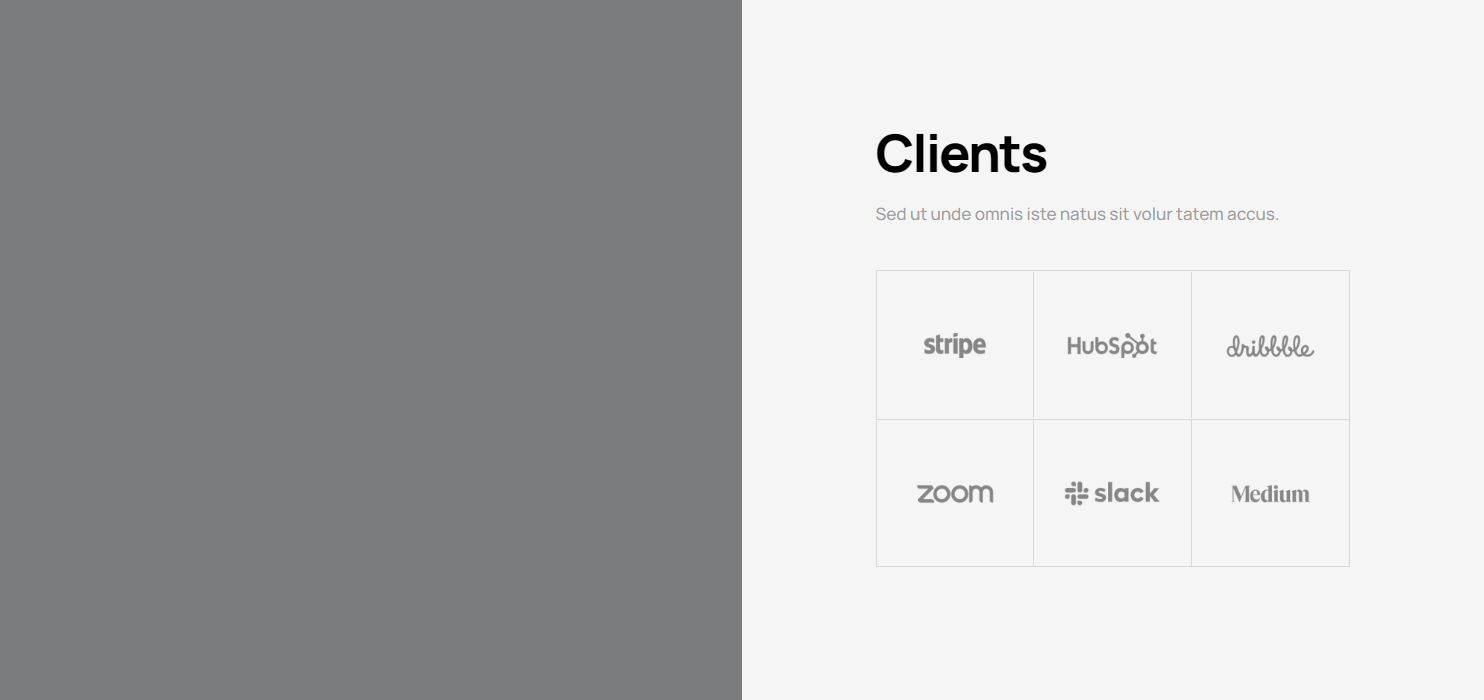 Clients
Sed ut unde omnis iste natus sit volur tatem accus.
stripe
HubSpot
dribbble
zoom
slack
Medium